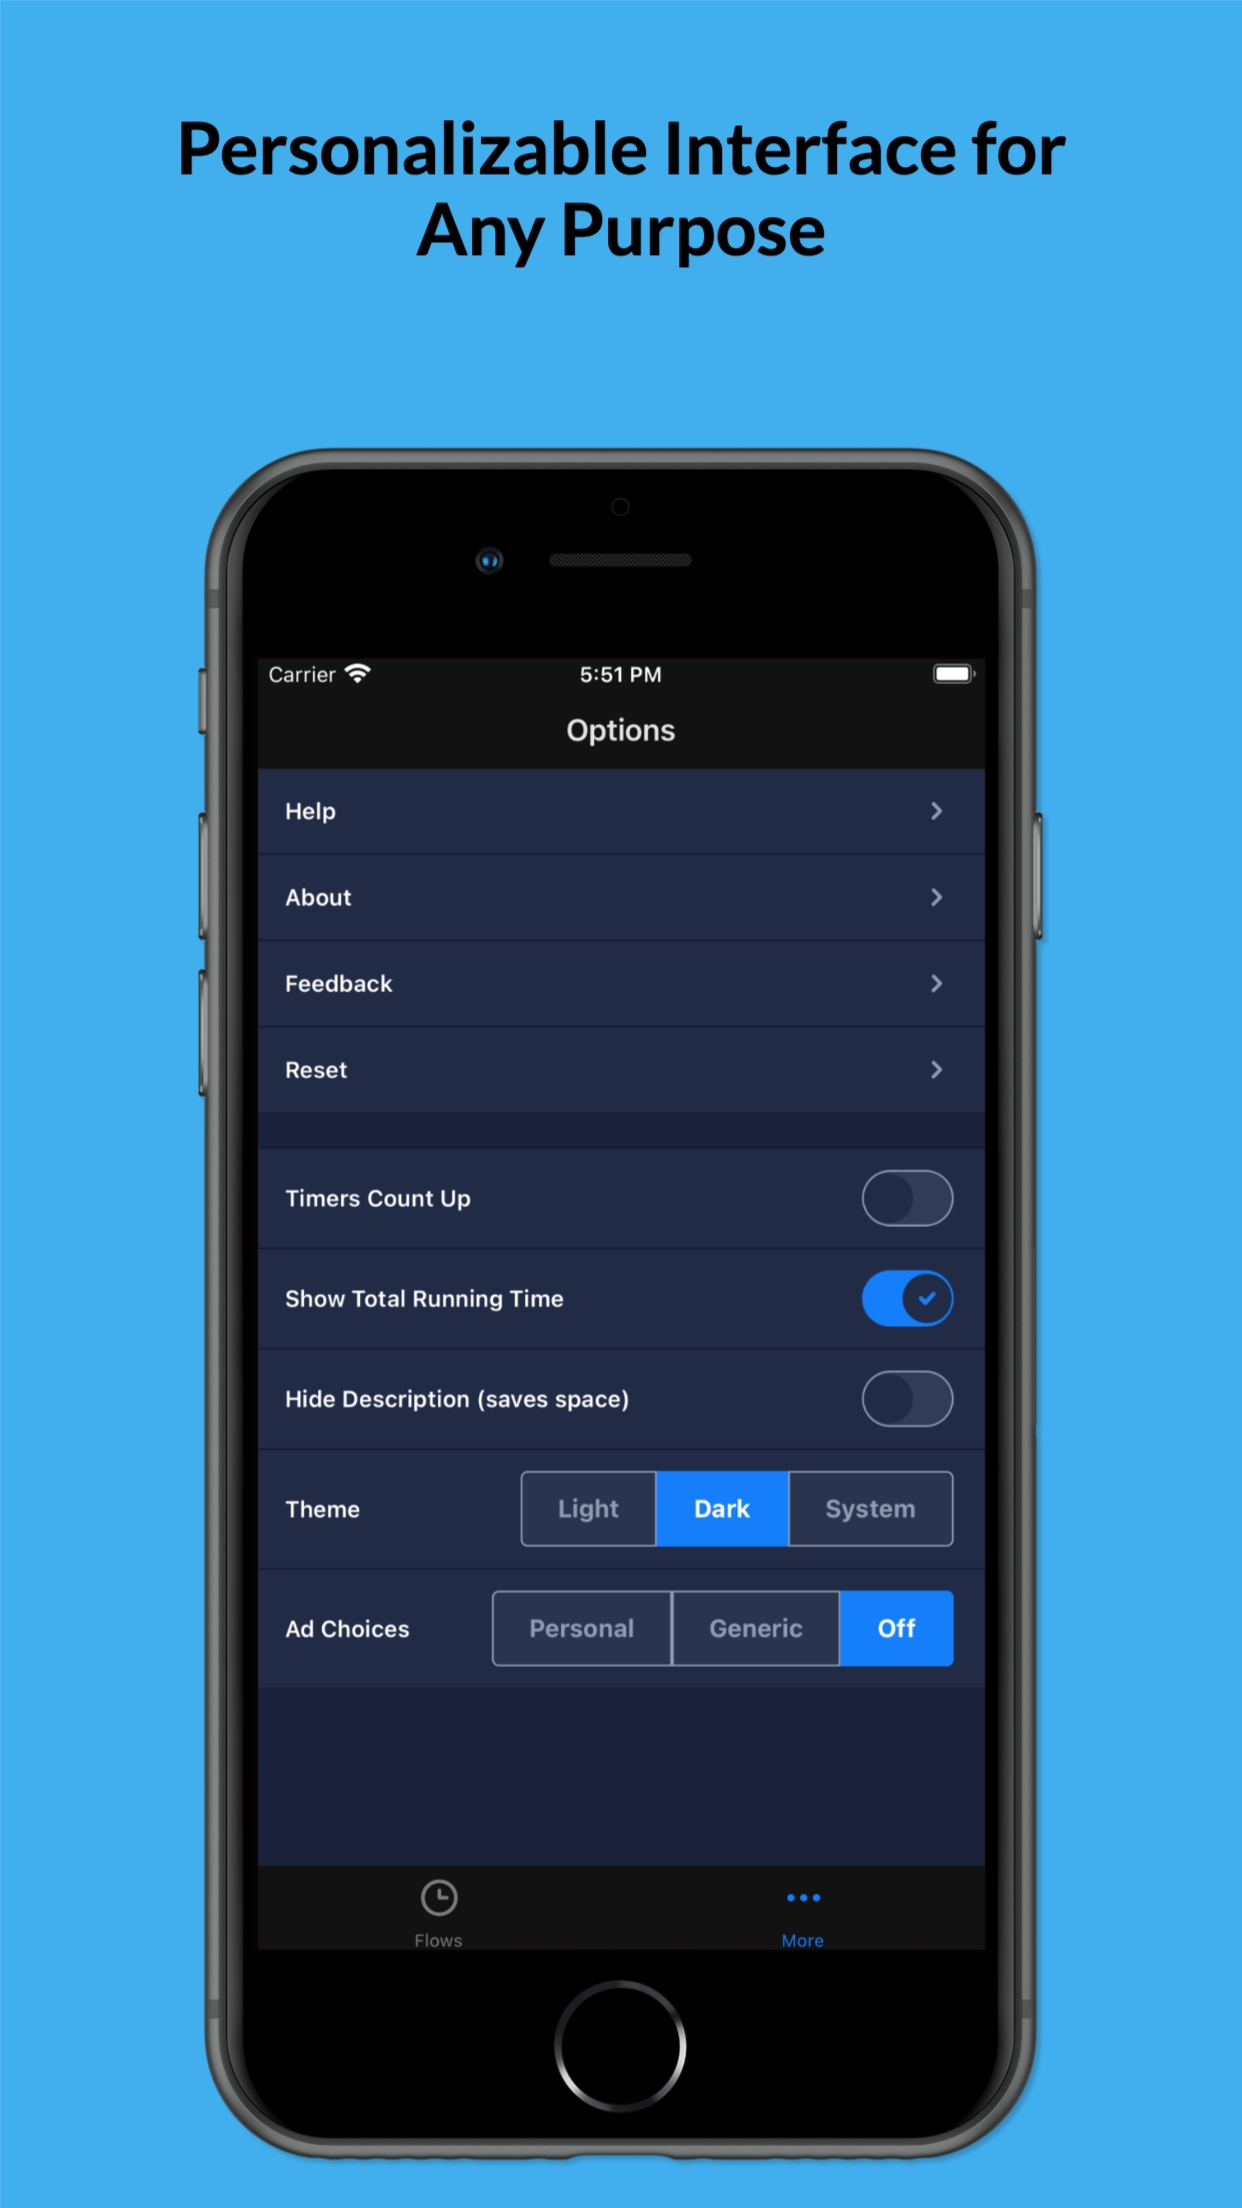 Personalizable Interface for
Any Purpose
Carrier 5:51 PM
Options
Help
About
Feedback
Reset
Timers Count Up
Show Total Running Time
Hide Description (saves space)
Theme Light Dark System
Ad Choices Personal Generic Off
Flows More